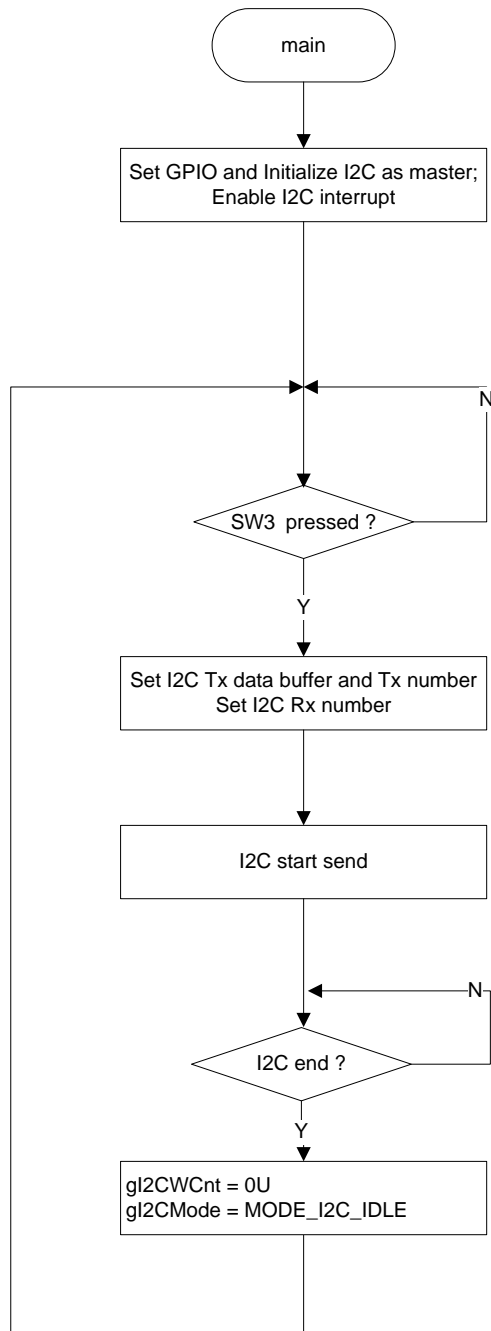 main
Set GPIO and Initialize I2C as master;
Enable I2C interrupt
N
SW3 pressed ?
Y
Set I2C Tx data buffer and Tx number
Set I2C Rx number
I2C start send
N
I2C end ?
Y
gI2CWCnt = 0U
gI2CMode = MODE_I2C_IDLE